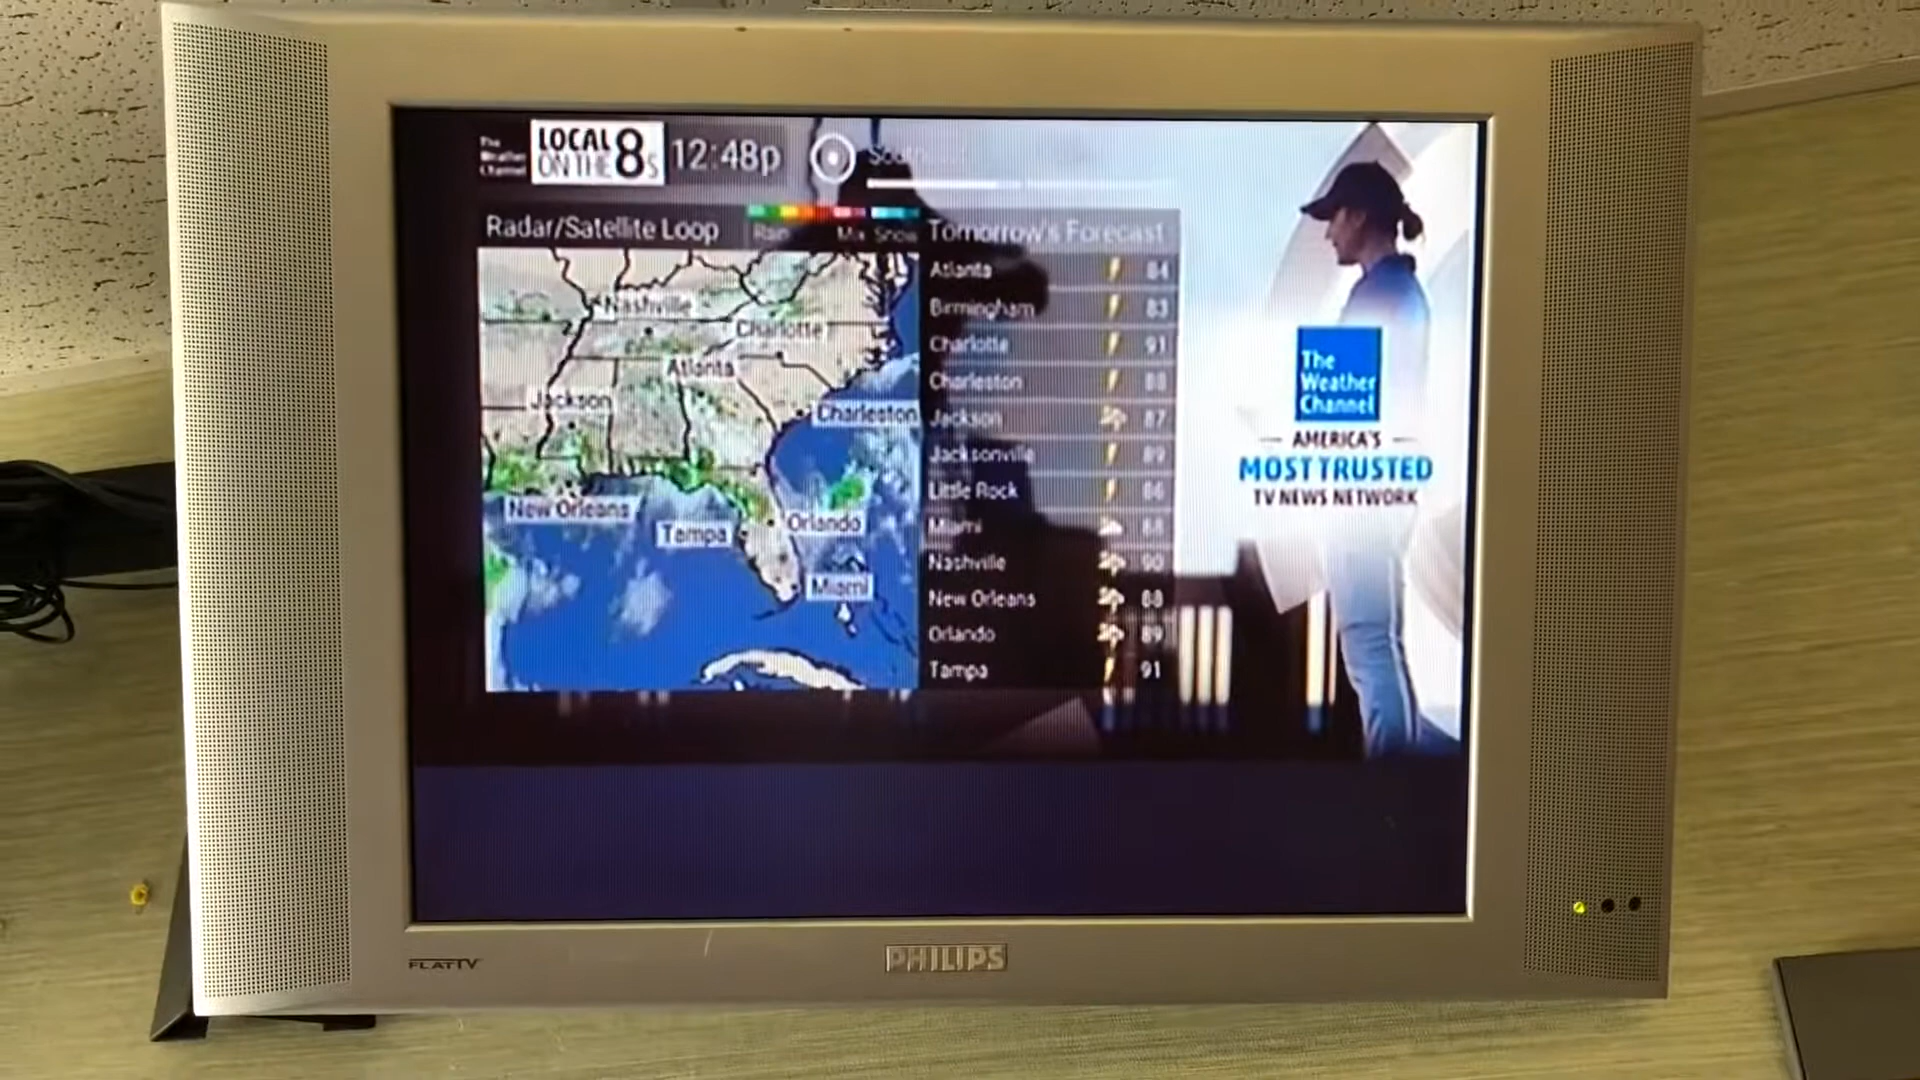 The Weather Channel LOCAL ON THE 8s 12:48p
Radar/Satellite Loop
Rain Mix Snow
Tomorrow's Forecast
Nashville
Charlotte
Atlanta
Jackson
Charleston
New Orleans
Orlando
Tampa
Miami
Atlanta 84
Birmingham 83
Charlotte 91
Charleston 88
Jackson 87
Jacksonville 89
Little Rock 86
Miami 88
Nashville 90
New Orleans 88
Orlando 89
Tampa 91
The
Weather
Channel
AMERICA'S
MOST TRUSTED
TV NEWS NETWORK
FLAT TV
PHILIPS